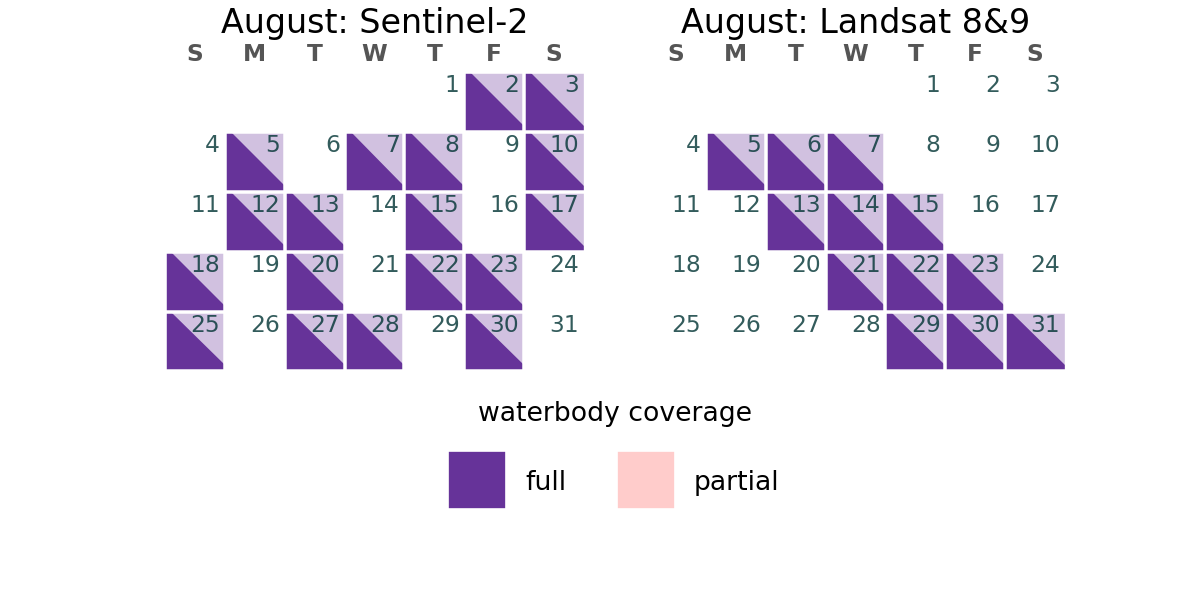 August: Sentinel-2
S M T W T F S
1 2 3
4 5 6 7 8 9 10
11 12 13 14 15 16 17
18 19 20 21 22 23 24
25 26 27 28 29 30 31
August: Landsat 8&9
S M T W T F S
1 2 3
4 5 6 7 8 9 10
11 12 13 14 15 16 17
18 19 20 21 22 23 24
25 26 27 28 29 30 31
waterbody coverage
full
partial